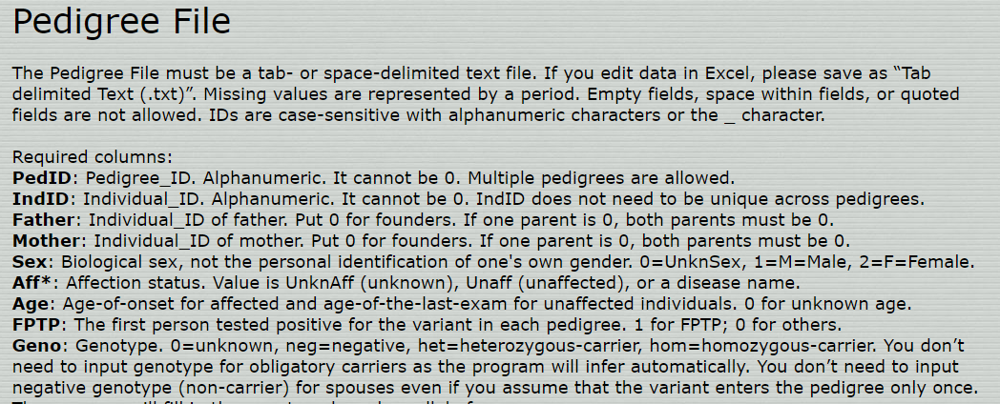 Pedigree File
The Pedigree File must be a tab- or space-delimited text file. If you edit data in Excel, please save as “Tab
delimited Text (.txt)”. Missing values are represented by a period. Empty fields, space within fields, or quoted
fields are not allowed. IDs are case-sensitive with alphanumeric characters or the _ character.
Required columns:
PedID: Pedigree_ID. Alphanumeric. It cannot be 0. Multiple pedigrees are allowed.
IndID: Individual_ID. Alphanumeric. It cannot be 0. IndID does not need to be unique across pedigrees.
Father: Individual_ID of father. Put 0 for founders. If one parent is 0, both parents must be 0.
Mother: Individual_ID of mother. Put 0 for founders. If one parent is 0, both parents must be 0.
Sex: Biological sex, not the personal identification of one's own gender. 0=UnknSex, 1=M=Male, 2=F=Female.
Aff*: Affection status. Value is UnknAff (unknown), Unaff (unaffected), or a disease name.
Age: Age-of-onset for affected and age-of-the-last-exam for unaffected individuals. 0 for unknown age.
FPTP: The first person tested positive for the variant in each pedigree. 1 for FPTP; 0 for others.
Geno: Genotype. 0=unknown, neg=negative, het=heterozygous-carrier, hom=homozygous-carrier. You don’t
need to input genotype for obligatory carriers as the program will infer automatically. You don’t need to input
negative genotype (non-carrier) for spouses even if you assume that the variant enters the pedigree only once.